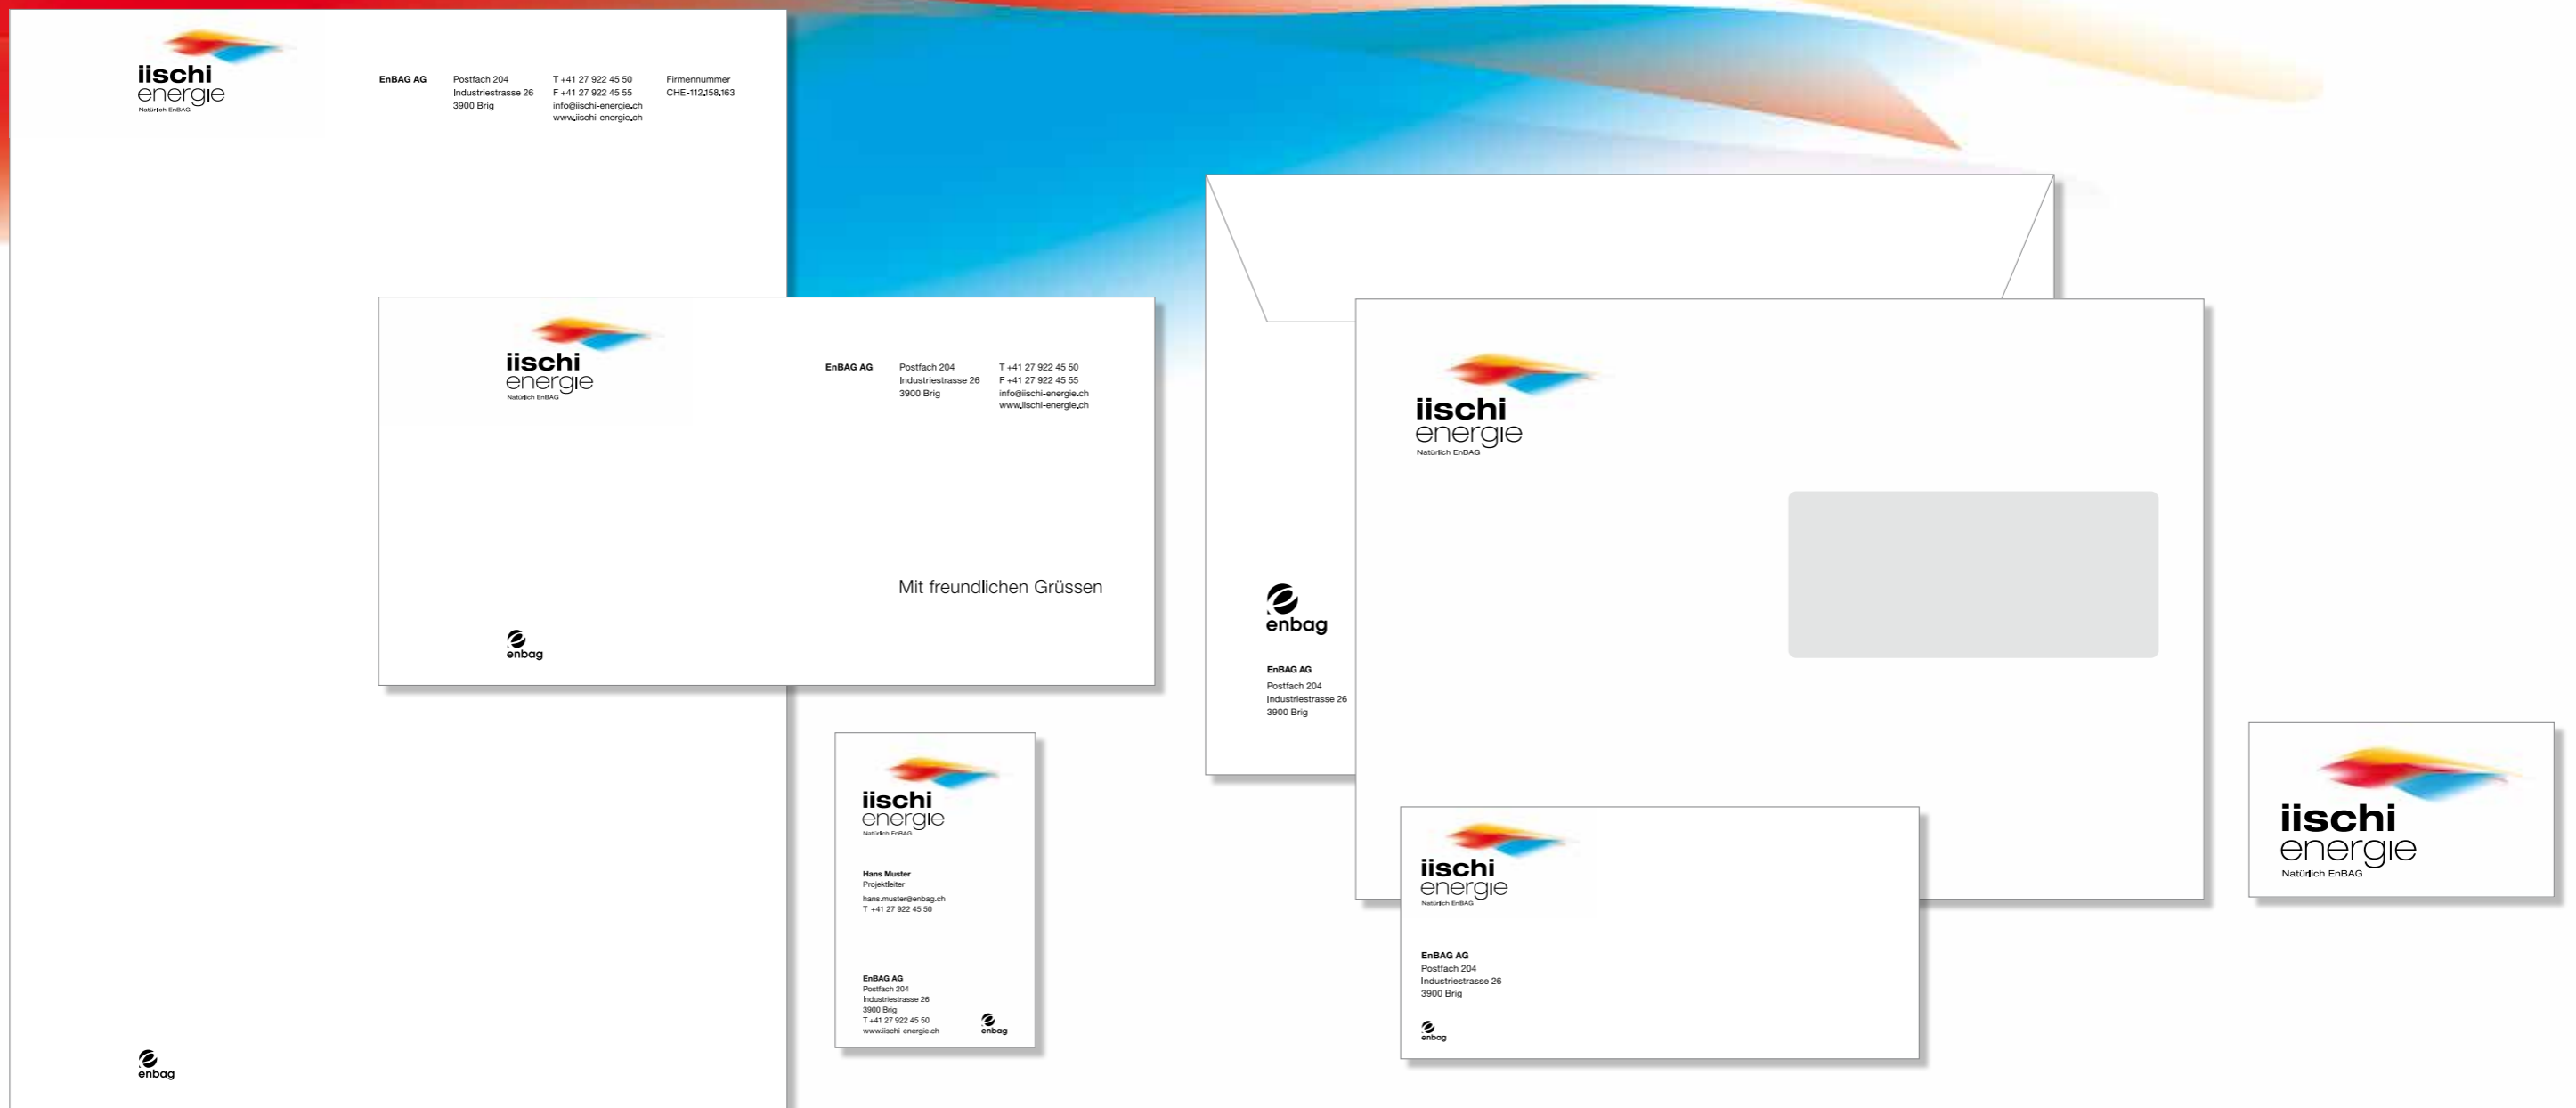 iischi
energie
Natürlich EnBAG
EnBAG AG
Postfach 204
Industriestrasse 26
3900 Brig
T +41 27 922 45 50
F +41 27 922 45 55
info@iischi-energie.ch
www.iischi-energie.ch
Firmennummer
CHE-112.158.163
enbag
iischi
energie
Natürlich EnBAG
EnBAG AG
Postfach 204
Industriestrasse 26
3900 Brig
T +41 27 922 45 50
F +41 27 922 45 55
info@iischi-energie.ch
www.iischi-energie.ch
Mit freundlichen Grüssen
enbag
iischi
energie
Natürlich EnBAG
Hans Muster
Projektleiter
hans.muster@enbag.ch
T +41 27 922 45 50
EnBAG AG
Postfach 204
Industriestrasse 26
3900 Brig
T +41 27 922 45 50
www.iischi-energie.ch
enbag
enbag
EnBAG AG
Postfach 204
Industriestrasse 26
3900 Brig
iischi
energie
Natürlich EnBAG
iischi
energie
Natürlich EnBAG
EnBAG AG
Postfach 204
Industriestrasse 26
3900 Brig
enbag
iischi
energie
Natürlich EnBAG